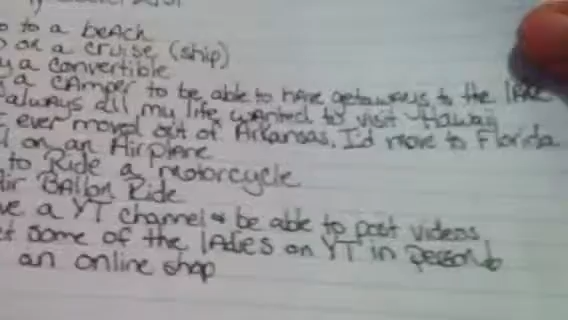 to a beach
on a cruise (ship)
a convertible
a camper to be able to have getaways to the lake
always all my life wanted to visit Hawaii
ever moved out of Arkansas, I'd move to Florida
on an Airplane
to Ride a motorcycle
Air Ballon Ride
a YT channel & be able to post videos
some of the ladies on YT in person
an online shop